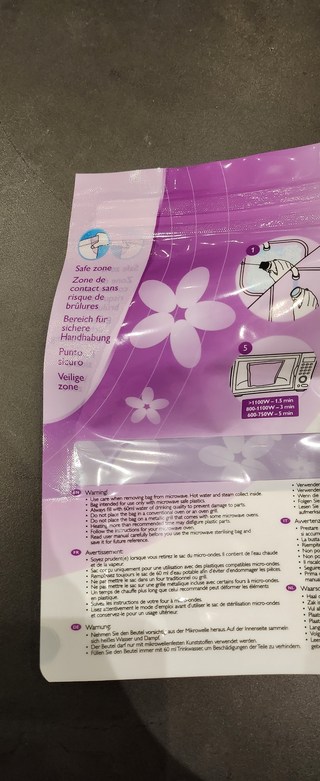 Safe zone
Zone de
contact sans
risque de
brûlures
Bereich für
sichere
Handhabung
Punto
sicuro
Veilige
zone
1
5
>1100W – 1.5 min
800-1100W – 3 min
600-750W – 5 min
EN Warning:
• Use care when removing bag from microwave. Hot water and steam collect inside.
• Bag intended for use only with microwave safe plastics.
• Always fill with 60ml water of drinking quality to prevent damage to parts.
• Do not place the bag in a conventional oven or an oven grill.
• Do not place the bag on a metallic grill that comes with some microwave ovens.
• Heating more than recommended time may disfigure plastic parts.
• Follow the instructions for your microwave oven.
• Read user manual carefully before you use the microwave sterilising bag and
save it for future reference.
FR Avertissement:
• Soyez prudent(e) lorsque vous retirez le sac du micro-ondes. Il contient de l'eau chaude
et de la vapeur.
• Sac conçu uniquement pour une utilisation avec des plastiques compatibles micro-ondes.
• Remplissez toujours le sac de 60 ml d'eau potable afin d'éviter d'endommager les pièces.
• Ne pas mettre le sac dans un four traditionnel ou gril.
• Ne pas mettre le sac sur une grille métallique incluse avec certains fours à micro-ondes.
• Un temps de chauffe plus long que celui recommandé peut déformer les éléments
en plastique.
• Suivez les instructions de votre four à micro-ondes.
• Lisez attentivement le mode d'emploi avant d'utiliser le sac de stérilisation micro-ondes
et conservez-le pour un usage ultérieur.
DE Warnung:
• Nehmen Sie den Beutel vorsichtig aus der Mikrowelle heraus. Auf der Innenseite sammeln
sich heißes Wasser und Dampf.
• Der Beutel darf nur mit mikrowellenfesten Kunststoffen verwendet werden.
• Füllen Sie den Beutel immer mit 60 ml Trinkwasser, um Beschädigungen der Teile zu verhindern.
• Verwenden
• Verwenden
• Wenn die
• Folgen Sie
• Lesen Sie
IT Avvertenz
• Prestare
si accum
• La busta
• Riempire
• Non po
• Non po
• Il riscald
• Seguire
• Prima
manua
NL Waarsc
• Haal
• Zak
• Vul
• Plaat
• Plaat
• Lang
• Volg
• Lees